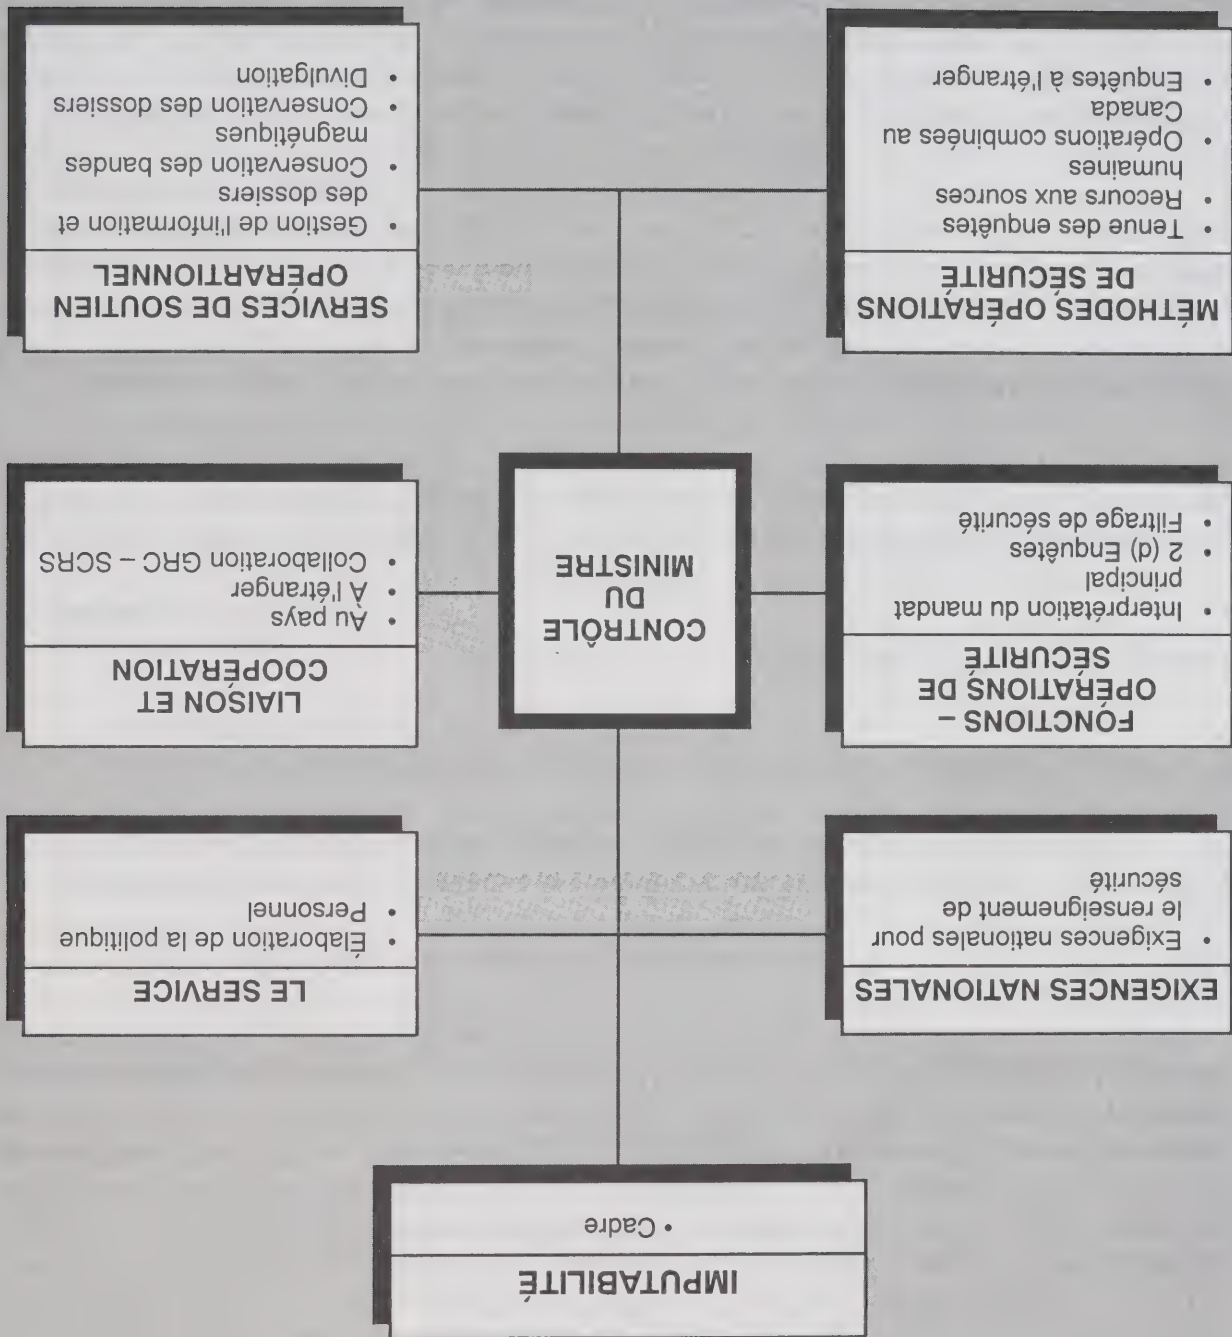 IMPUTABILITÉ
• Cadre
EXIGENCES NATIONALES
• Exigences nationales pour
le renseignement de
sécurité
LE SERVICE
• Élaboration de la politique
• Personnel
FONCTIONS –
OPÉRATIONS DE
SÉCURITÉ
• Interprétation du mandat
principal
• 2 (d) Enquêtes
• Filtrage de sécurité
CONTRÔLE
DU
MINISTRE
LIAISON ET
COOPÉRATION
• Au pays
• À l'étranger
• Collaboration GRC – SCRS
MÉTHODES OPÉRATIONS
DE SÉCURITÉ
• Tenue des enquêtes
• Recours aux sources
humaines
• Opérations combinées au
Canada
• Enquêtes à l'étranger
SERVICES DE SOUTIEN
OPÉRARTIONNEL
• Gestion de l'information et
des dossiers
• Conservation des bandes
magnétiques
• Conservation des dossiers
• Divulgation